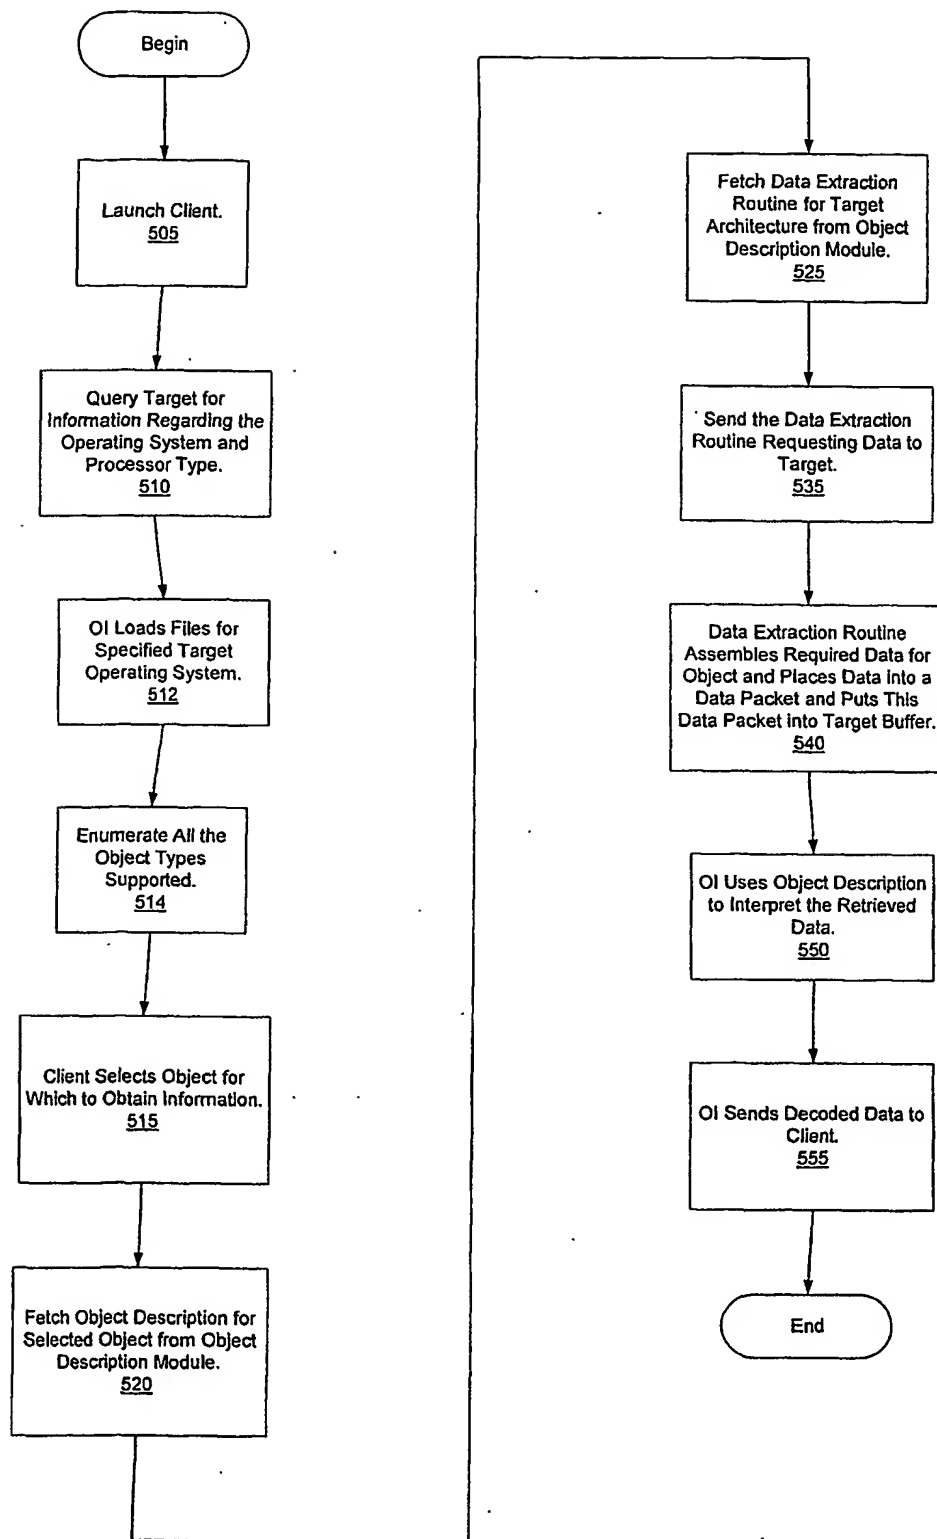 Begin
Launch Client.
505
Query Target for
Information Regarding the
Operating System and
Processor Type.
510
OI Loads Files for
Specified Target
Operating System.
512
Enumerate All the
Object Types
Supported.
514
Client Selects Object for
Which to Obtain Information.
515
Fetch Object Description for
Selected Object from Object
Description Module.
520
Fetch Data Extraction
Routine for Target
Architecture from Object
Description Module.
525
Send the Data Extraction
Routine Requesting Data to
Target.
535
Data Extraction Routine
Assembles Required Data for
Object and Places Data into a
Data Packet and Puts This
Data Packet into Target Buffer.
540
OI Uses Object Description
to Interpret the Retrieved
Data.
550
OI Sends Decoded Data to
Client.
555
End